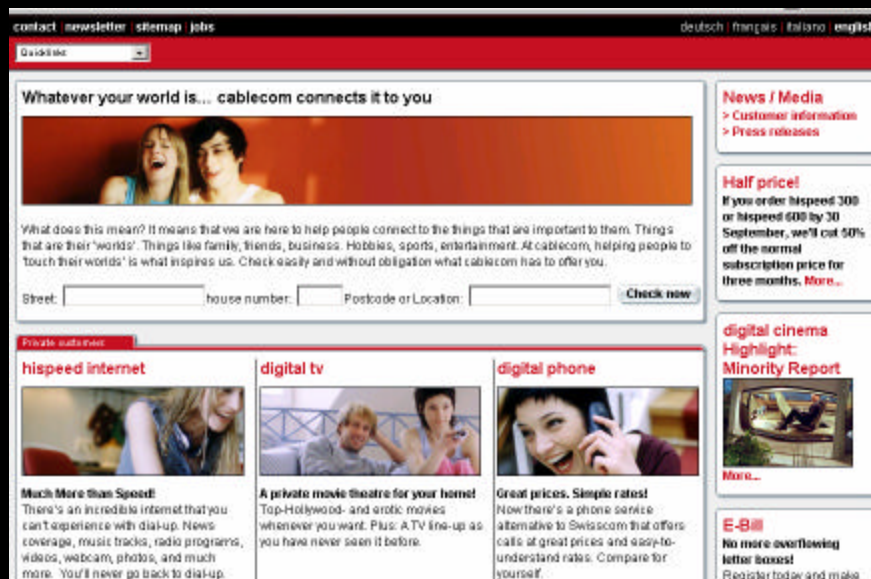 contact newsletter sitemap jobs
deutsch français italiano english
Quicklinks
Whatever your world is... cablecom connects it to you
What does this mean? It means that we are here to help people connect to the things that are important to them. Things
that are their 'worlds'. Things like family, friends, business. Hobbies, sports, entertainment. At cablecom, helping people to
'touch their worlds' is what inspires us. Check easily and without obligation what cablecom has to offer you.
Street: house number: Postcode or Location: Check now
Private customers
hispeed internet
Much More than Speed!
There's an incredible internet that you
can't experience with dial-up. News
coverage, music tracks, radio programs,
videos, webcam, photos, and much
more. You'll never go back to dial-up.
digital tv
A private movie theatre for your home!
Top-Hollywood- and erotic movies
whenever you want. Plus: A TV line-up as
you have never seen it before.
digital phone
Great prices. Simple rates!
Now there's a phone service
alternative to Swisscom that offers
calls at great prices and easy-to-
understand rates. Compare for
yourself.
News / Media
> Customer information
> Press releases
Half price!
If you order hispeed 300
or hispeed 600 by 30
September, we'll cut 50%
off the normal
subscription price for
three months. More...
digital cinema
Highlight:
Minority Report
More...
E-Bill
No more overflowing
letter boxes!
Register today and make